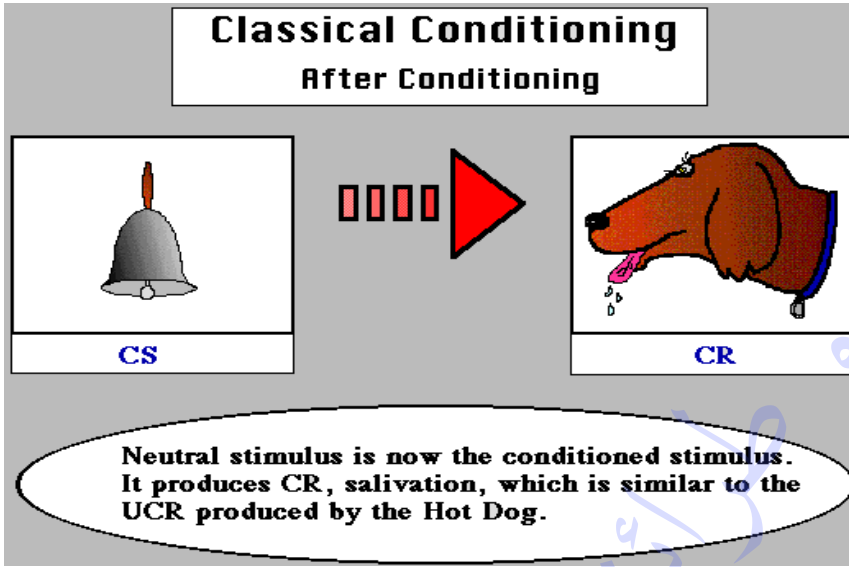 Classical Conditioning
After Conditioning
CS
CR
Neutral stimulus is now the conditioned stimulus.
It produces CR, salivation, which is similar to the
UCR produced by the Hot Dog.